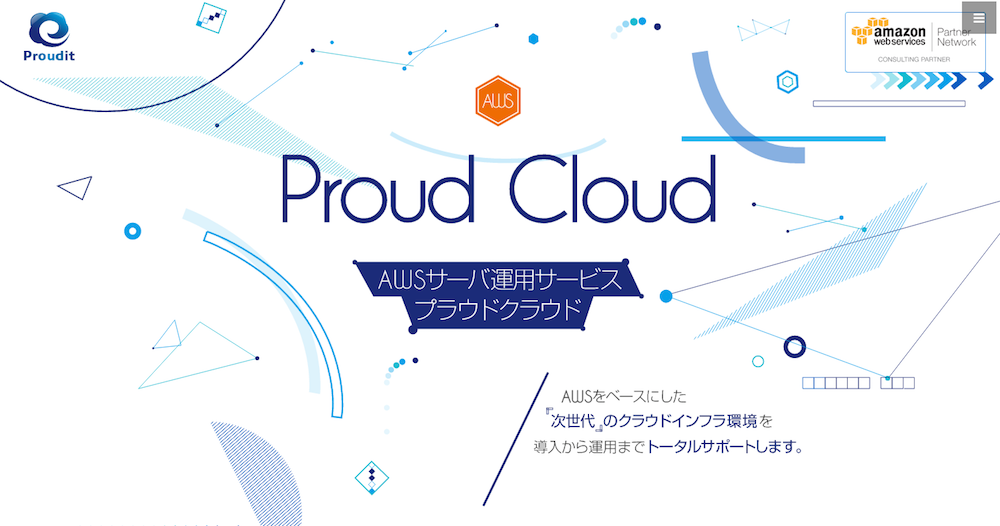 Proudit
amazon
webservices
Partner
Network
CONSULTING PARTNER
AWS
Proud Cloud
AWSサーバ運用サービス
プラウドクラウド
AWSをベースにした
『次世代』のクラウドインフラ環境を
導入から運用までトータルサポートします。